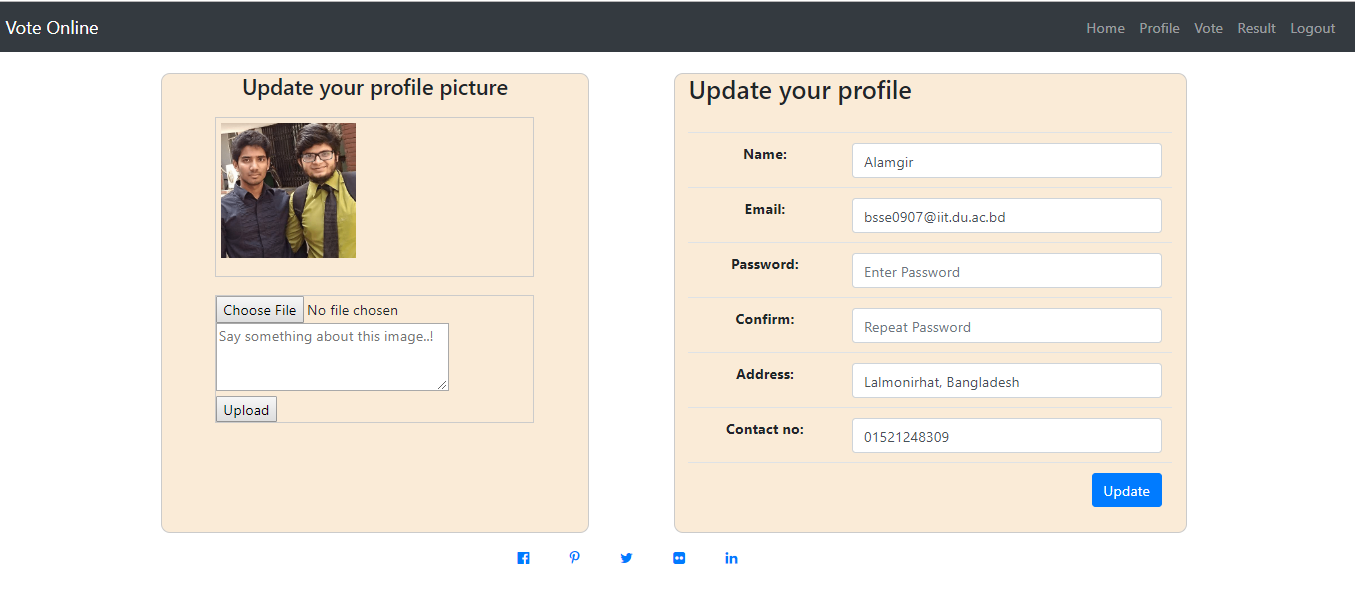 Vote Online
Home Profile Vote Result Logout
Update your profile picture
Choose File No file chosen
Say something about this image..!
Upload
Update your profile
Name: Alamgir
Email: bsse0907@iit.du.ac.bd
Password: Enter Password
Confirm: Repeat Password
Address: Lalmonirhat, Bangladesh
Contact no: 01521248309
Update